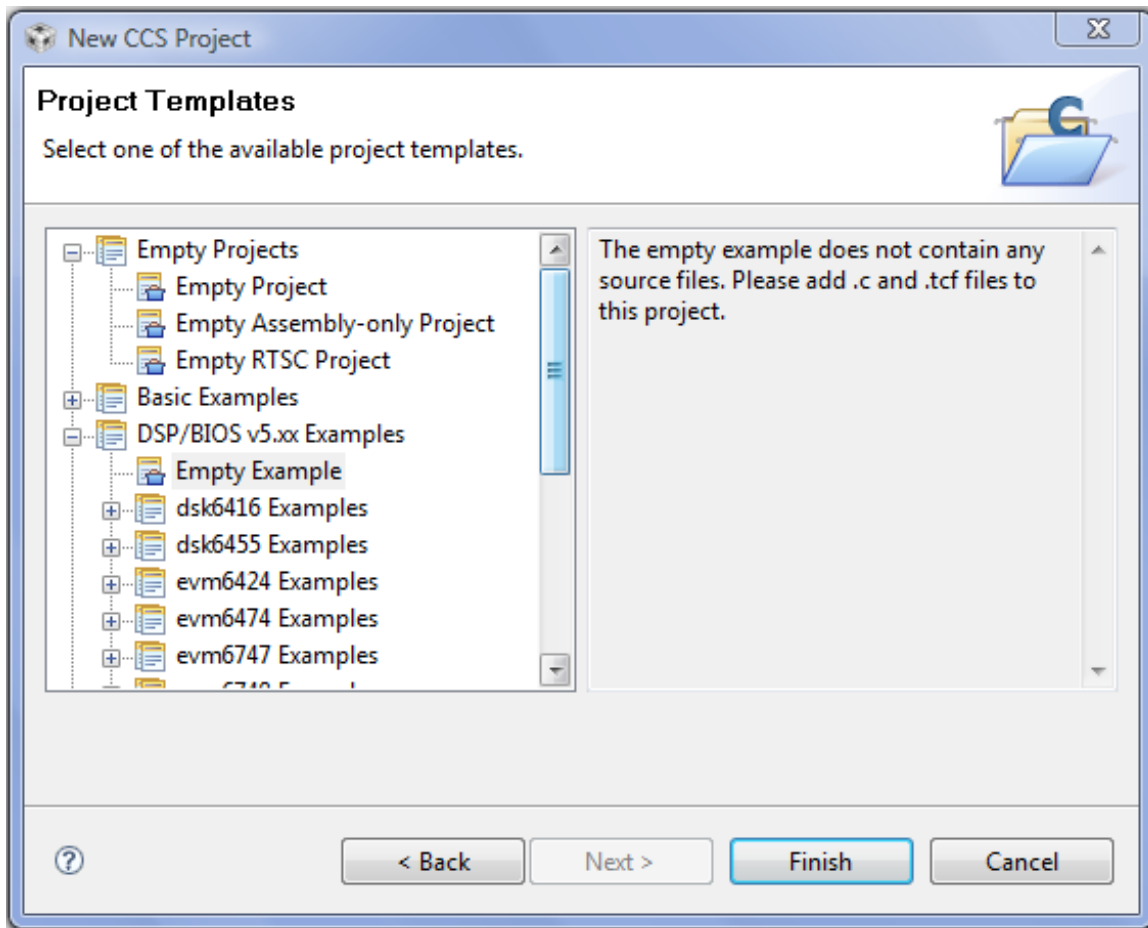 New CCS Project
Project Templates
Select one of the available project templates.
C
Empty Projects
Empty Project
Empty Assembly-only Project
Empty RTSC Project
Basic Examples
DSP/BIOS v5.xx Examples
Empty Example
dsk6416 Examples
dsk6455 Examples
evm6424 Examples
evm6474 Examples
evm6747 Examples
The empty example does not contain any
source files. Please add .c and .tcf files to
this project.
?
< Back
Next >
Finish
Cancel